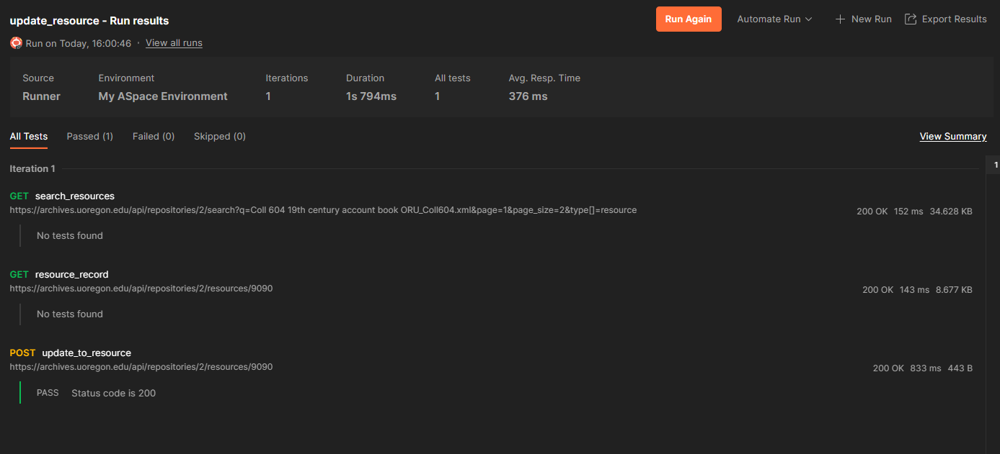 update_resource - Run results
Run Again
Automate Run
New Run
Export Results
Run on Today, 16:00:46 · View all runs
Source
Environment
Iterations
Duration
All tests
Avg. Resp. Time
Runner
My ASpace Environment
1
1s 794ms
1
376 ms
All Tests
Passed (1)
Failed (0)
Skipped (0)
View Summary
Iteration 1
1
GET search_resources
https://archives.uoregon.edu/api/repositories/2/search?q=Coll 604 19th century account book ORU_Coll604.xml&page=1&page_size=2&type[]=resource
200 OK 152 ms 34.628 KB
No tests found
GET resource_record
https://archives.uoregon.edu/api/repositories/2/resources/9090
200 OK 143 ms 8.677 KB
No tests found
POST update_to_resource
https://archives.uoregon.edu/api/repositories/2/resources/9090
200 OK 833 ms 443 B
PASS Status code is 200